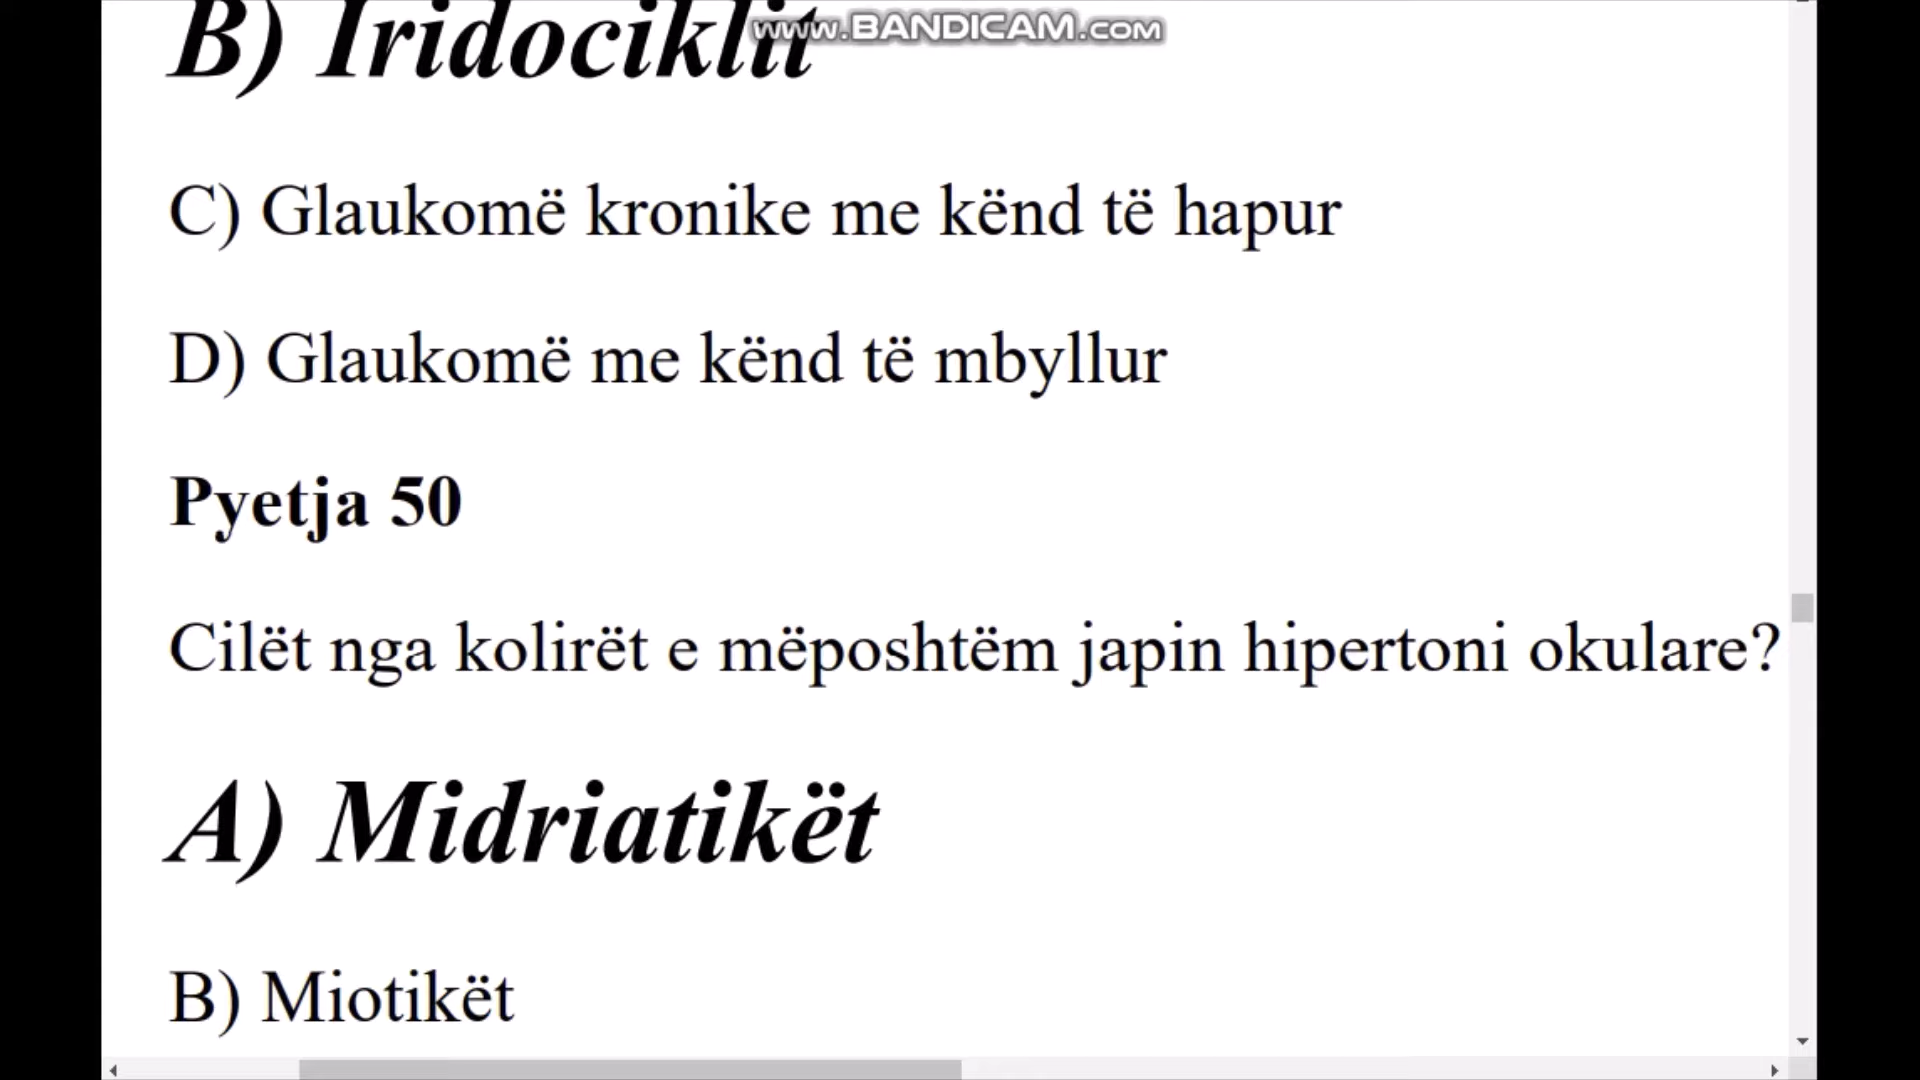 www.BANDICAM.com
B) Iridociklit
C) Glaukomë kronike me kënd të hapur
D) Glaukomë me kënd të mbyllur
Pyetja 50
Cilët nga kolirët e mëposhtëm japin hipertoni okulare?
A) Midriatikët
B) Miotikët